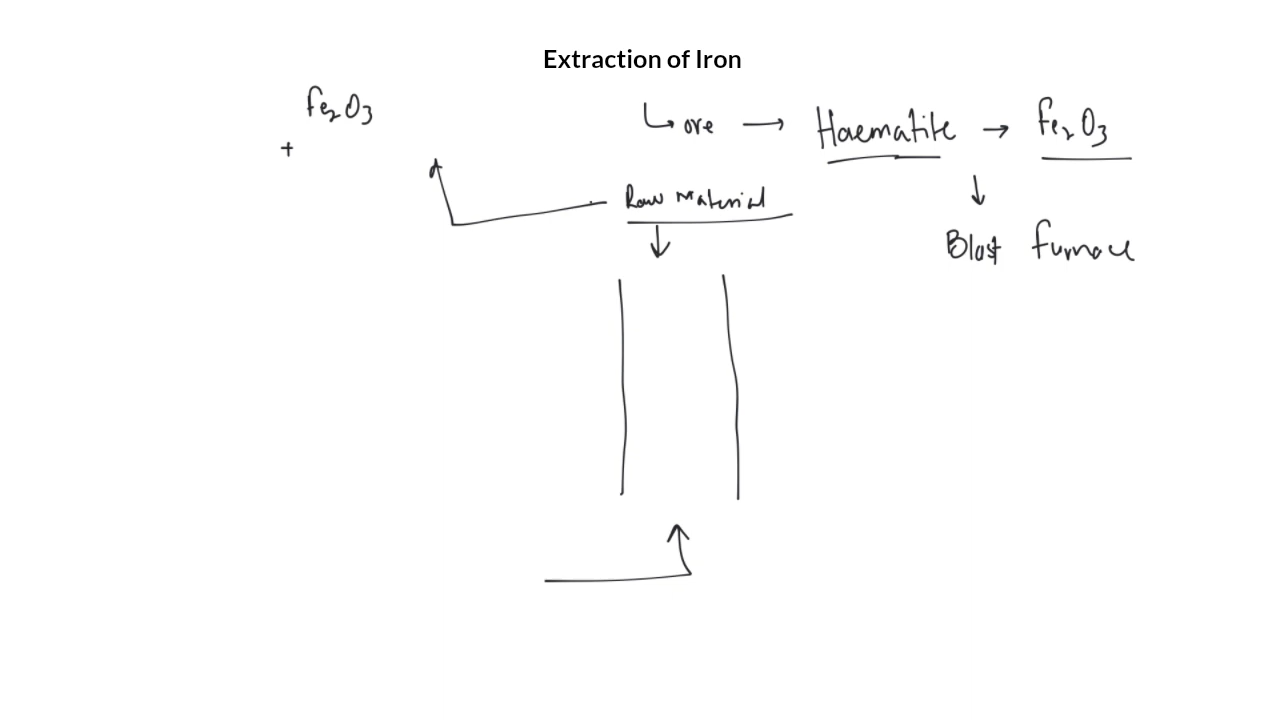 Extraction of Iron
Fe2O3
+
↳ ore → Haematite → Fe2O3
Raw Material
↓
↓
Blast furnace